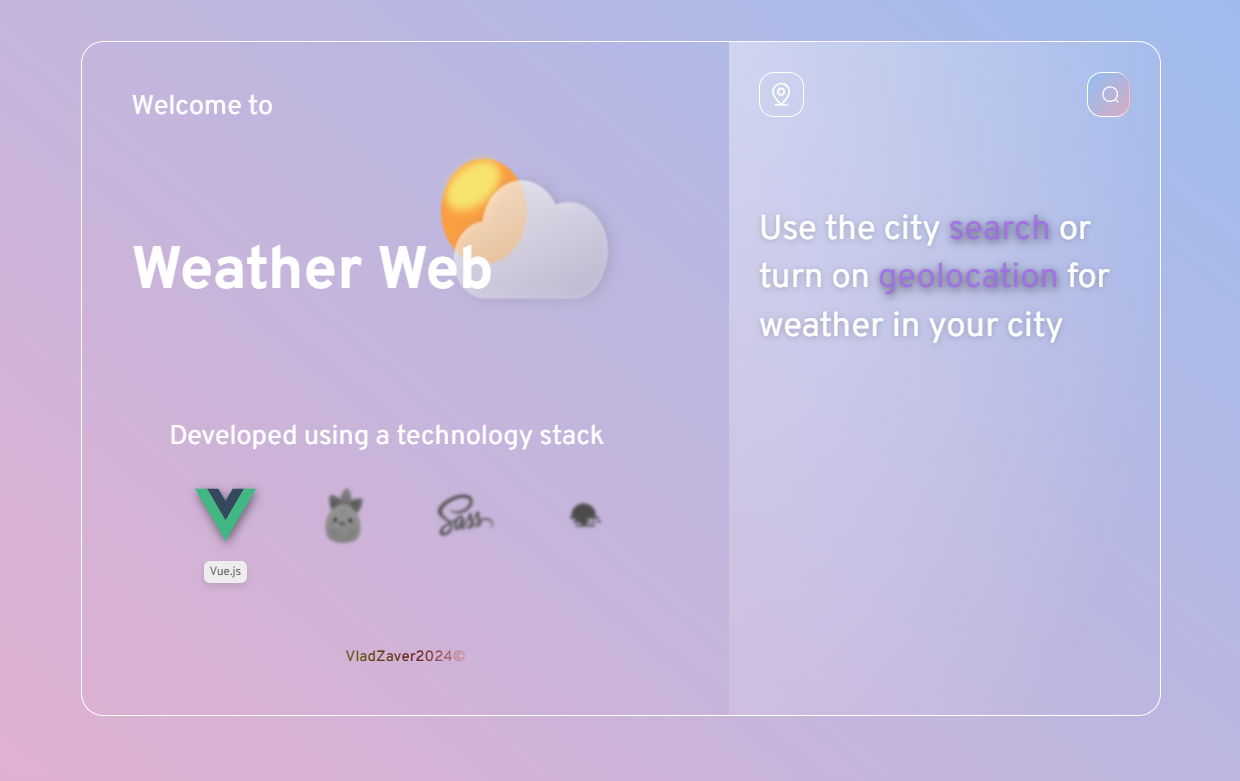 Welcome to
Weather Web
Developed using a technology stack
Sass
Vue.js
VladZaver2024©
Use the city search or
turn on geolocation for
weather in your city